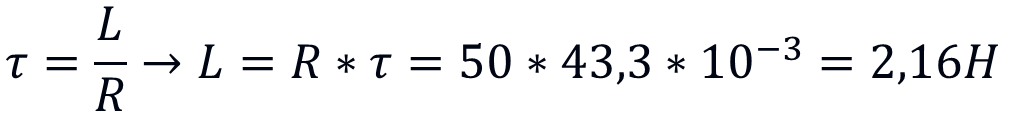 τ = L/R → L = R * τ = 50 * 43,3 * 10⁻³ = 2,16H